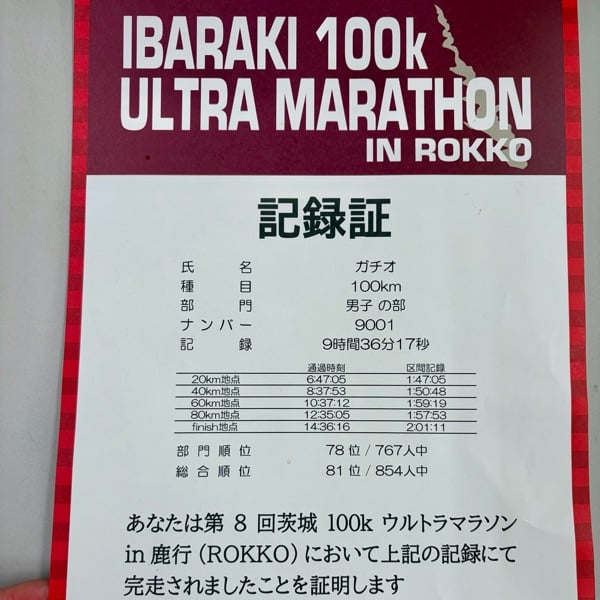 IBARAKI 100k
ULTRA MARATHON
IN ROKKO
記録証
氏名 ガチオ
種目 100km
部門 男子の部
ナンバー 9001
記録 9時間36分17秒
通過時刻 区間記録
20km地点 6:47:05 1:47:05
40km地点 8:37:53 1:50:48
60km地点 10:37:12 1:59:19
80km地点 12:35:05 1:57:53
finish地点 14:36:16 2:01:11
部門順位 78 位 / 767人中
総合順位 81 位 / 854人中
あなたは第 8 回茨城 100k ウルトラマラソン
in 鹿行 (ROKKO) において上記の記録にて
完走されましたことを証明します